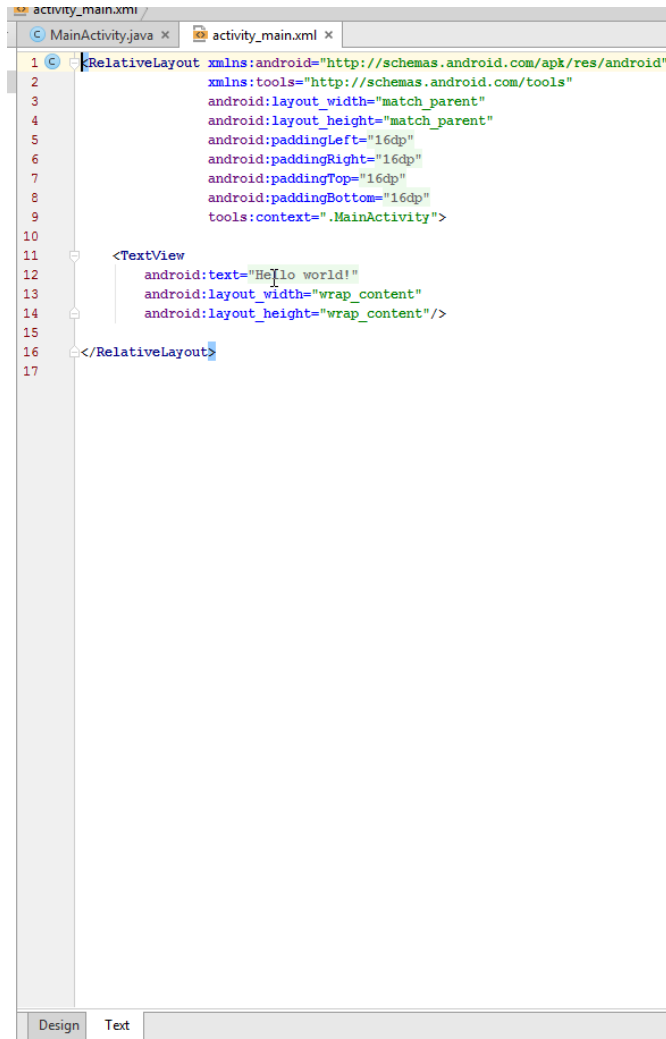 activity_main.xml
MainActivity.java × activity_main.xml ×
1 C <RelativeLayout xmlns:android="http://schemas.android.com/apk/res/android"
2 xmlns:tools="http://schemas.android.com/tools"
3 android:layout_width="match_parent"
4 android:layout_height="match_parent"
5 android:paddingLeft="16dp"
6 android:paddingRight="16dp"
7 android:paddingTop="16dp"
8 android:paddingBottom="16dp"
9 tools:context=".MainActivity">
10
11 <TextView
12 android:text="Hello world!"
13 android:layout_width="wrap_content"
14 android:layout_height="wrap_content"/>
15
16 </RelativeLayout>
17
Design Text